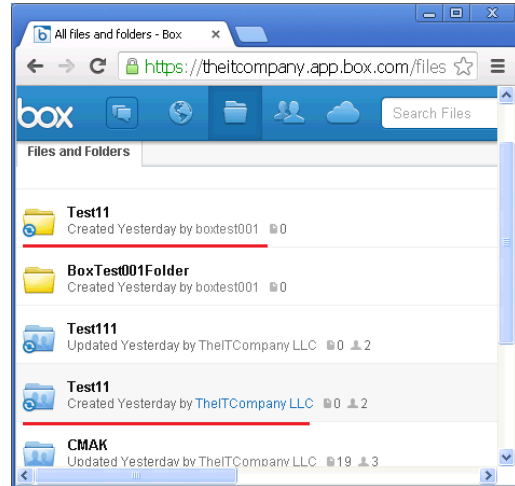 All files and folders - Box
https://theitcompany.app.box.com/files
box
Search Files
Files and Folders
Test11
Created Yesterday by boxtest001 0
BoxTest001Folder
Created Yesterday by boxtest001 0
Test111
Updated Yesterday by TheITCompany LLC 0 2
Test11
Created Yesterday by TheITCompany LLC 0 2
CMAK
Updated Yesterday by TheITCompany LLC 19 3